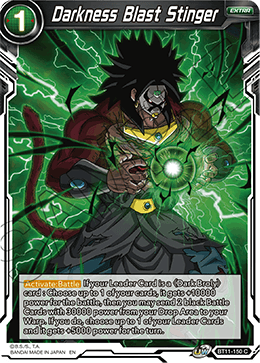 1
Darkness Blast Stinger
EXTRA
Activate:Battle If your Leader Card is a《Dark Broly》
card : Choose up to 1 of your cards, it gets +10000
power for the battle, then you may send 2 black Battle
Cards with 30000 power from your Drop Area to your
Warp. If you do, choose up to 1 of your Leader Cards
and it gets +5000 power for the turn.
©B.S./S., T.A.
BANDAI MADE IN JAPAN EN
BT11-150 C